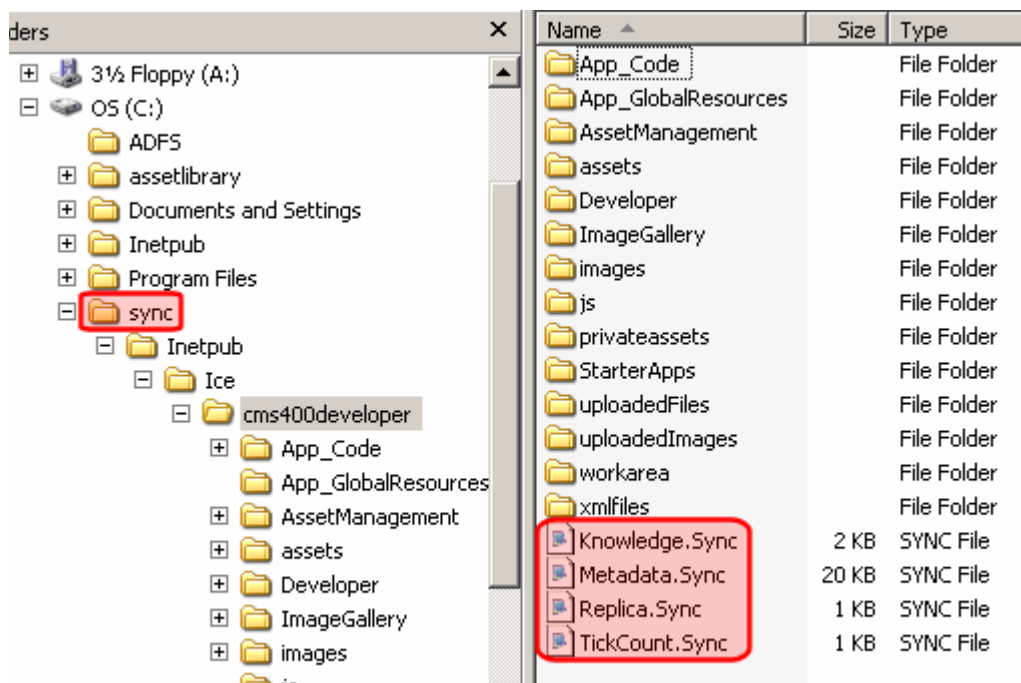 ders
3½ Floppy (A:)
OS (C:)
ADFS
assetlibrary
Documents and Settings
Inetpub
Program Files
sync
Inetpub
Ice
cms400developer
App_Code
App_GlobalResources
AssetManagement
assets
Developer
ImageGallery
images
Name Size Type
App_Code File Folder
App_GlobalResources File Folder
AssetManagement File Folder
assets File Folder
Developer File Folder
ImageGallery File Folder
images File Folder
js File Folder
privateassets File Folder
StarterApps File Folder
uploadedFiles File Folder
uploadedImages File Folder
workarea File Folder
xmlfiles File Folder
Knowledge.Sync 2 KB SYNC File
Metadata.Sync 20 KB SYNC File
Replica.Sync 1 KB SYNC File
TickCount.Sync 1 KB SYNC File